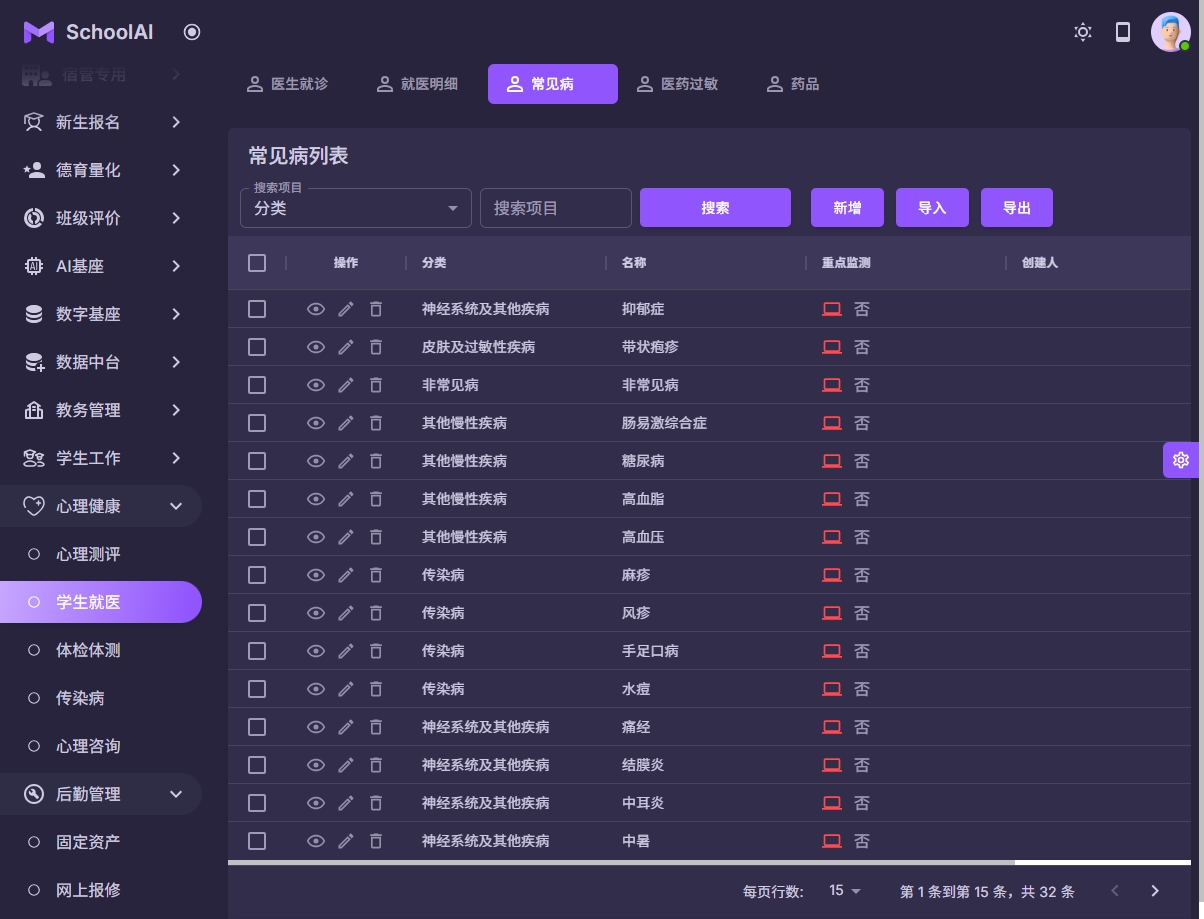 SchoolAI
宿管专用
新生报名
德育量化
班级评价
AI基座
数字基座
数据中台
教务管理
学生工作
心理健康
心理测评
学生就医
体检体测
传染病
心理咨询
后勤管理
固定资产
网上报修
医生就诊 就医明细 常见病 医药过敏 药品
常见病列表
搜索项目
分类 搜索项目 搜索 新增 导入 导出
操作 分类 名称 重点监测 创建人
神经系统及其他疾病 抑郁症 否
皮肤及过敏性疾病 带状疱疹 否
非常见病 非常见病 否
其他慢性疾病 肠易激综合症 否
其他慢性疾病 糖尿病 否
其他慢性疾病 高血脂 否
其他慢性疾病 高血压 否
传染病 麻疹 否
传染病 风疹 否
传染病 手足口病 否
传染病 水痘 否
神经系统及其他疾病 痛经 否
神经系统及其他疾病 结膜炎 否
神经系统及其他疾病 中耳炎 否
神经系统及其他疾病 中暑 否
每页行数: 15 第 1 条到第 15 条，共 32 条